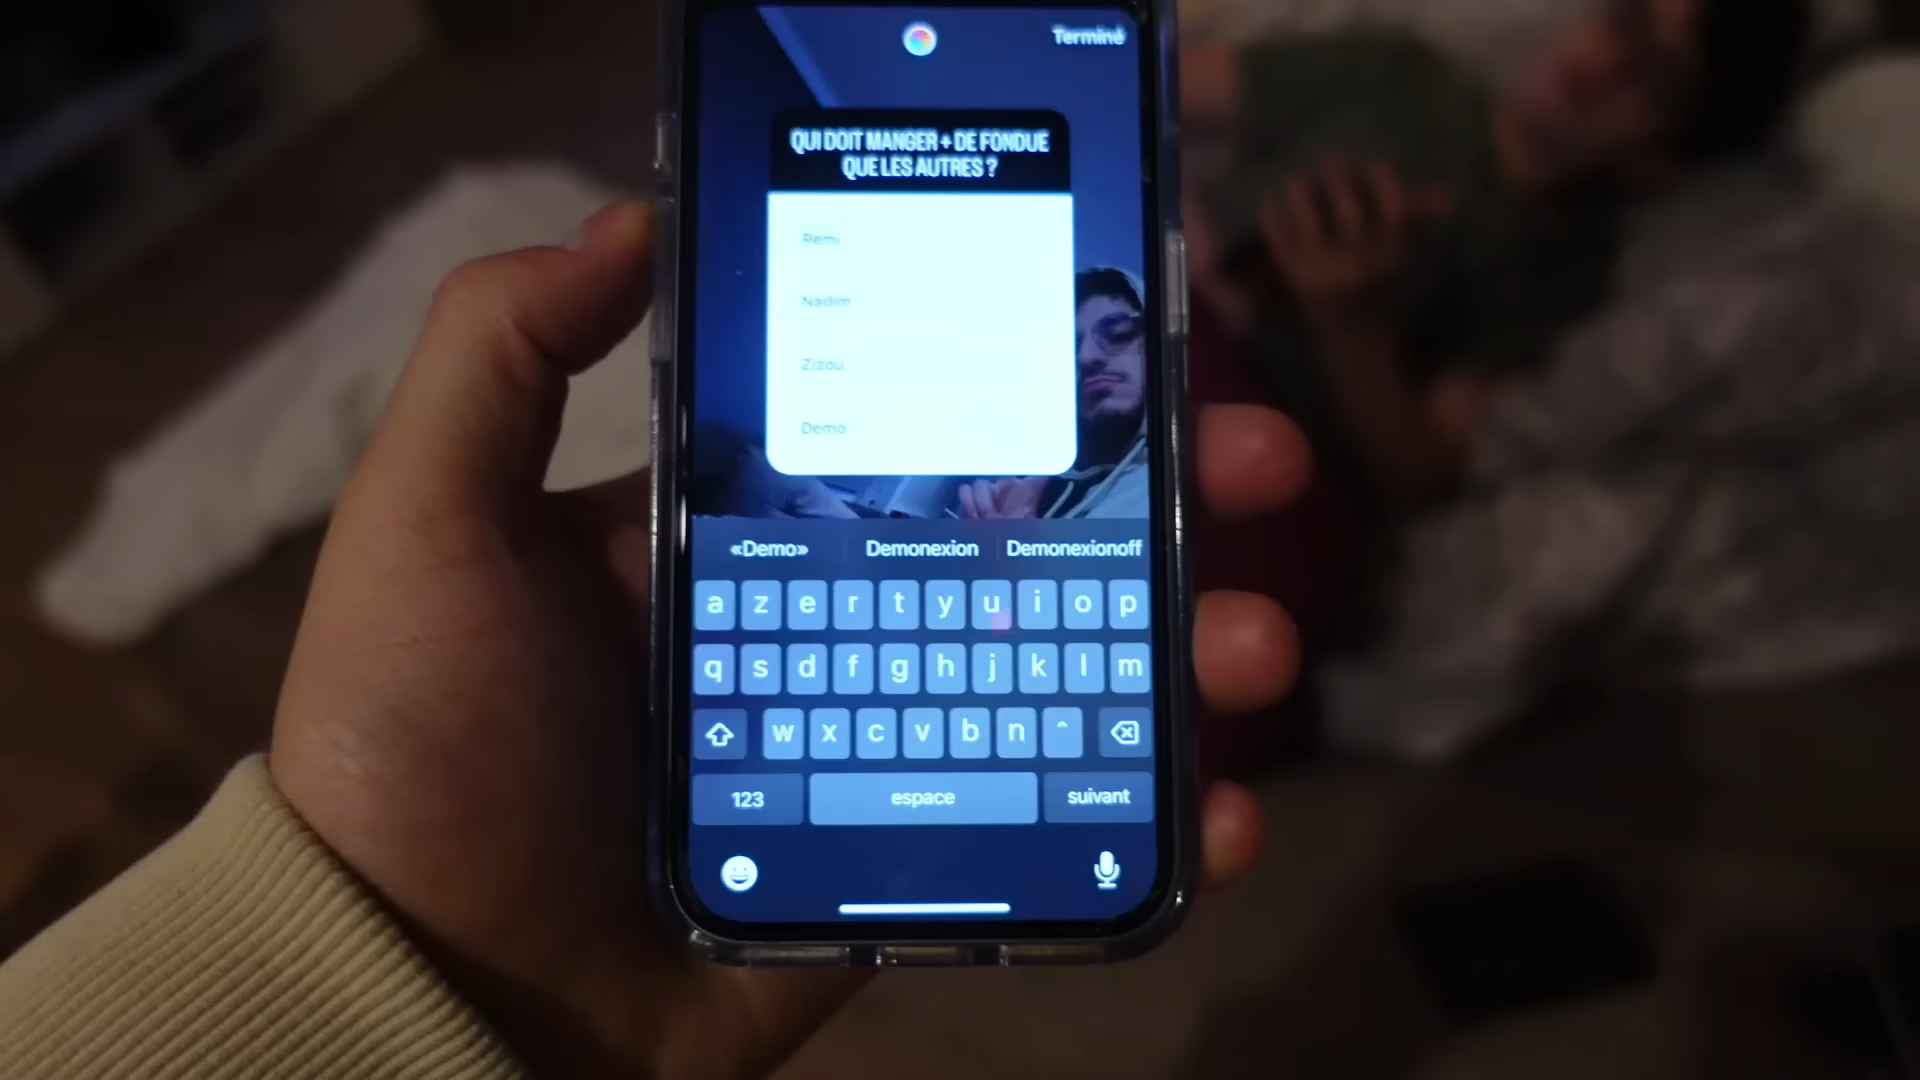 Terminé
QUI DOIT MANGER + DE FONDUE
QUE LES AUTRES ?
Remi
Nadim
Zizou
Demo
«Demo» Demonexion Demonexionoff
a z e r t y u i o p
q s d f g h j k l m
w x c v b n ^
123 espace suivant